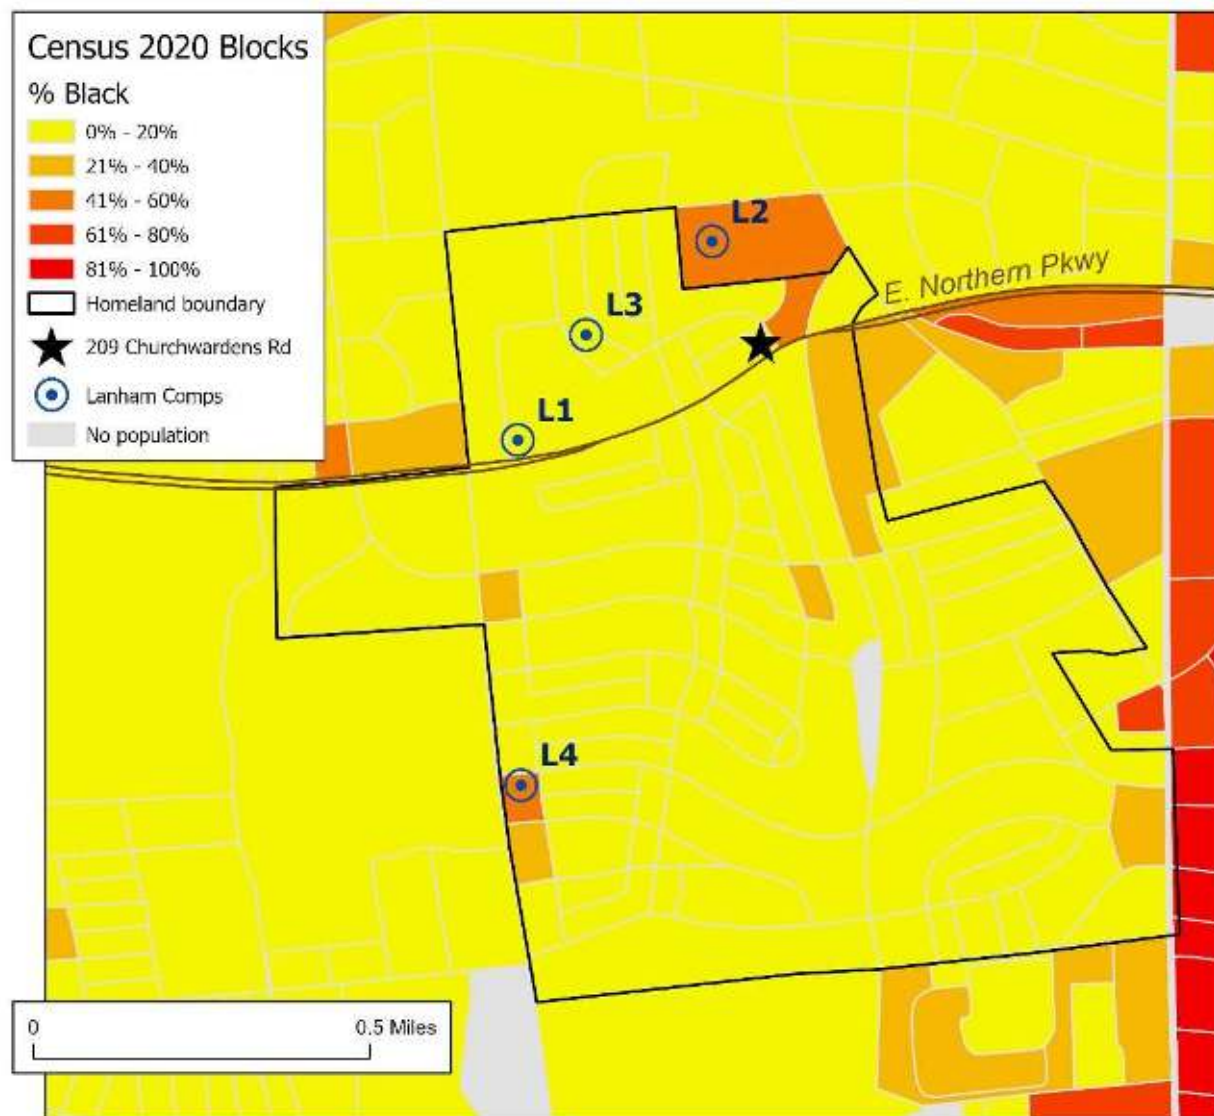 Census 2020 Blocks
% Black
0% - 20%
21% - 40%
41% - 60%
61% - 80%
81% - 100%
Homeland boundary
209 Churchwardens Rd
Lanham Comps
No population
L2
E. Northern Pkwy
L3
L1
L4
0 0.5 Miles